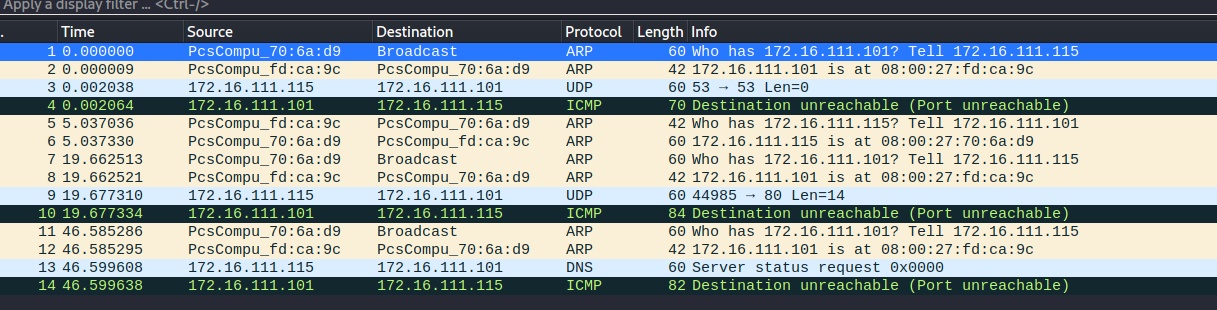 Apply a display filter ... <Ctrl-/>
. Time Source Destination Protocol Length Info
1 0.000000 PcsCompu_70:6a:d9 Broadcast ARP 60 Who has 172.16.111.101? Tell 172.16.111.115
2 0.000009 PcsCompu_fd:ca:9c PcsCompu_70:6a:d9 ARP 42 172.16.111.101 is at 08:00:27:fd:ca:9c
3 0.002038 172.16.111.115 172.16.111.101 UDP 60 53 → 53 Len=0
4 0.002064 172.16.111.101 172.16.111.115 ICMP 70 Destination unreachable (Port unreachable)
5 5.037036 PcsCompu_fd:ca:9c PcsCompu_70:6a:d9 ARP 42 Who has 172.16.111.115? Tell 172.16.111.101
6 5.037330 PcsCompu_70:6a:d9 PcsCompu_fd:ca:9c ARP 60 172.16.111.115 is at 08:00:27:70:6a:d9
7 19.662513 PcsCompu_70:6a:d9 Broadcast ARP 60 Who has 172.16.111.101? Tell 172.16.111.115
8 19.662521 PcsCompu_fd:ca:9c PcsCompu_70:6a:d9 ARP 42 172.16.111.101 is at 08:00:27:fd:ca:9c
9 19.677310 172.16.111.115 172.16.111.101 UDP 60 44985 → 80 Len=14
10 19.677334 172.16.111.101 172.16.111.115 ICMP 84 Destination unreachable (Port unreachable)
11 46.585286 PcsCompu_70:6a:d9 Broadcast ARP 60 Who has 172.16.111.101? Tell 172.16.111.115
12 46.585295 PcsCompu_fd:ca:9c PcsCompu_70:6a:d9 ARP 42 172.16.111.101 is at 08:00:27:fd:ca:9c
13 46.599608 172.16.111.115 172.16.111.101 DNS 60 Server status request 0x0000
14 46.599638 172.16.111.101 172.16.111.115 ICMP 82 Destination unreachable (Port unreachable)